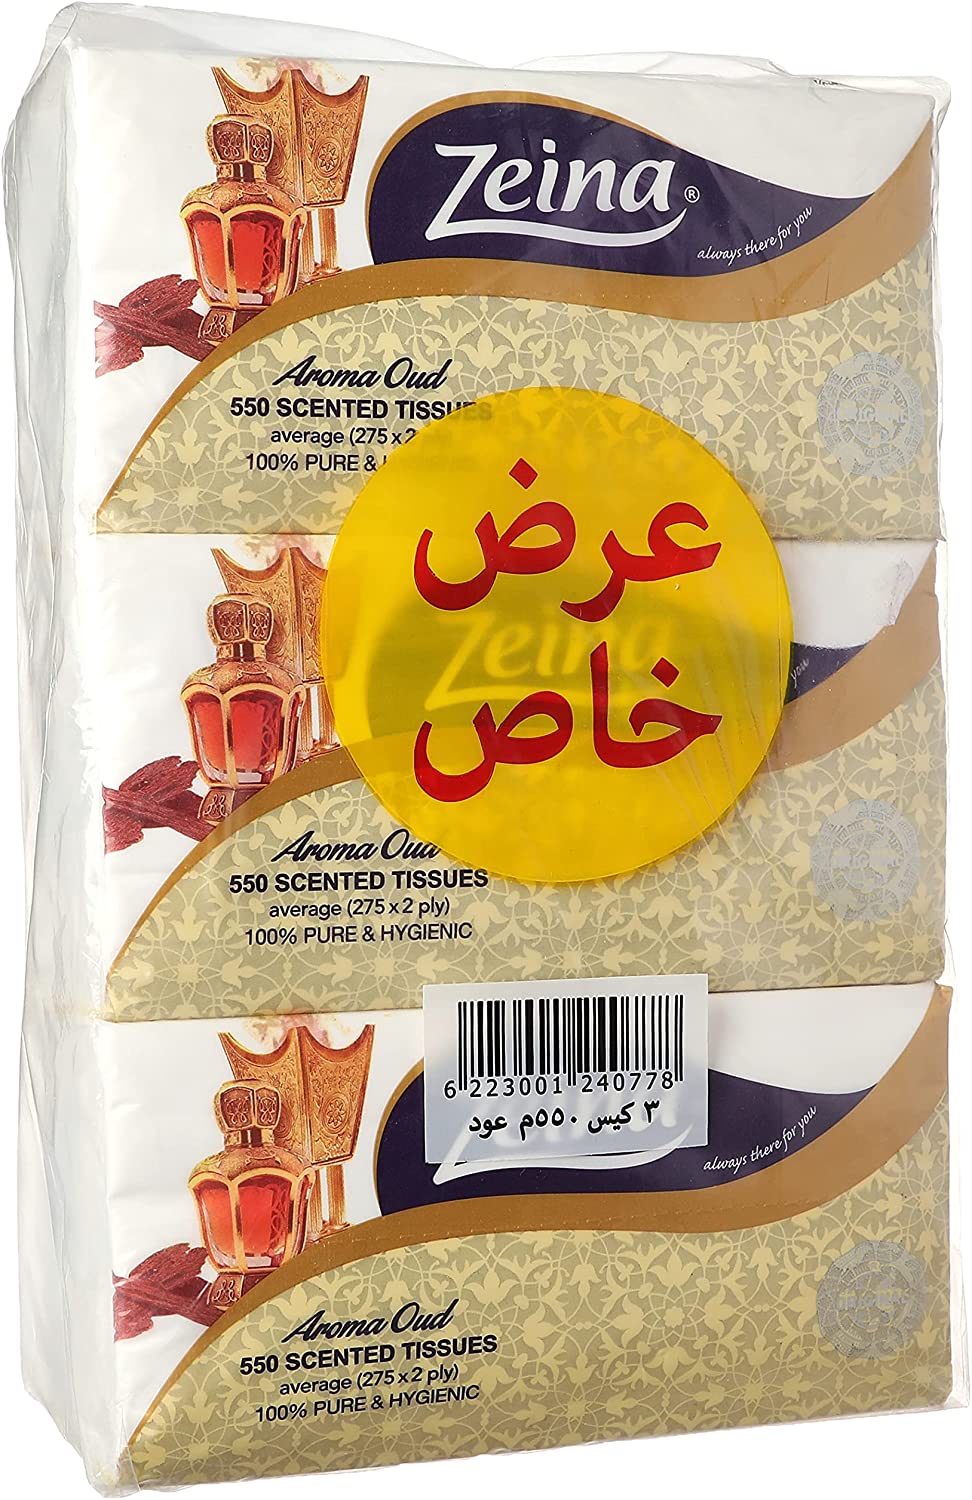 Zeina®
always there for you
Aroma Oud
550 SCENTED TISSUES
average (275 x 2
100% PURE &
عرض
خاص
Zeina
you
Aroma Oud
550 SCENTED TISSUES
average (275 x 2 ply)
100% PURE & HYGIENIC
6 223001 240778
٣ كيس ٥٥٠م عود
always there for you
Aroma Oud
550 SCENTED TISSUES
average (275 x 2 ply)
100% PURE & HYGIENIC